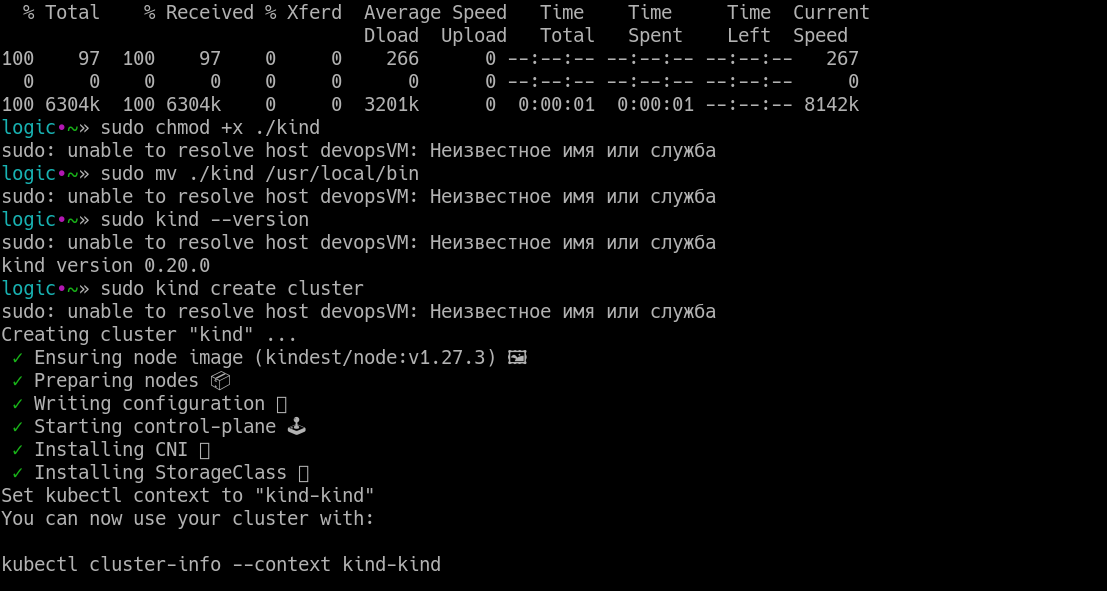 % Total    % Received % Xferd  Average Speed   Time    Time     Time  Current
                                 Dload  Upload   Total   Spent    Left  Speed
100    97  100    97    0     0    266      0 --:--:-- --:--:-- --:--:--   267
  0     0    0     0    0     0      0      0 --:--:-- --:--:-- --:--:--     0
100 6304k  100 6304k    0     0  3201k      0  0:00:01  0:00:01 --:--:-- 8142k
logic•~» sudo chmod +x ./kind
sudo: unable to resolve host devopsVM: Неизвестное имя или служба
logic•~» sudo mv ./kind /usr/local/bin
sudo: unable to resolve host devopsVM: Неизвестное имя или служба
logic•~» sudo kind --version
sudo: unable to resolve host devopsVM: Неизвестное имя или служба
kind version 0.20.0
logic•~» sudo kind create cluster
sudo: unable to resolve host devopsVM: Неизвестное имя или служба
Creating cluster "kind" ...
 ✓ Ensuring node image (kindest/node:v1.27.3) 🖼
 ✓ Preparing nodes 📦
 ✓ Writing configuration
 ✓ Starting control-plane 🕹
 ✓ Installing CNI
 ✓ Installing StorageClass
Set kubectl context to "kind-kind"
You can now use your cluster with:

kubectl cluster-info --context kind-kind